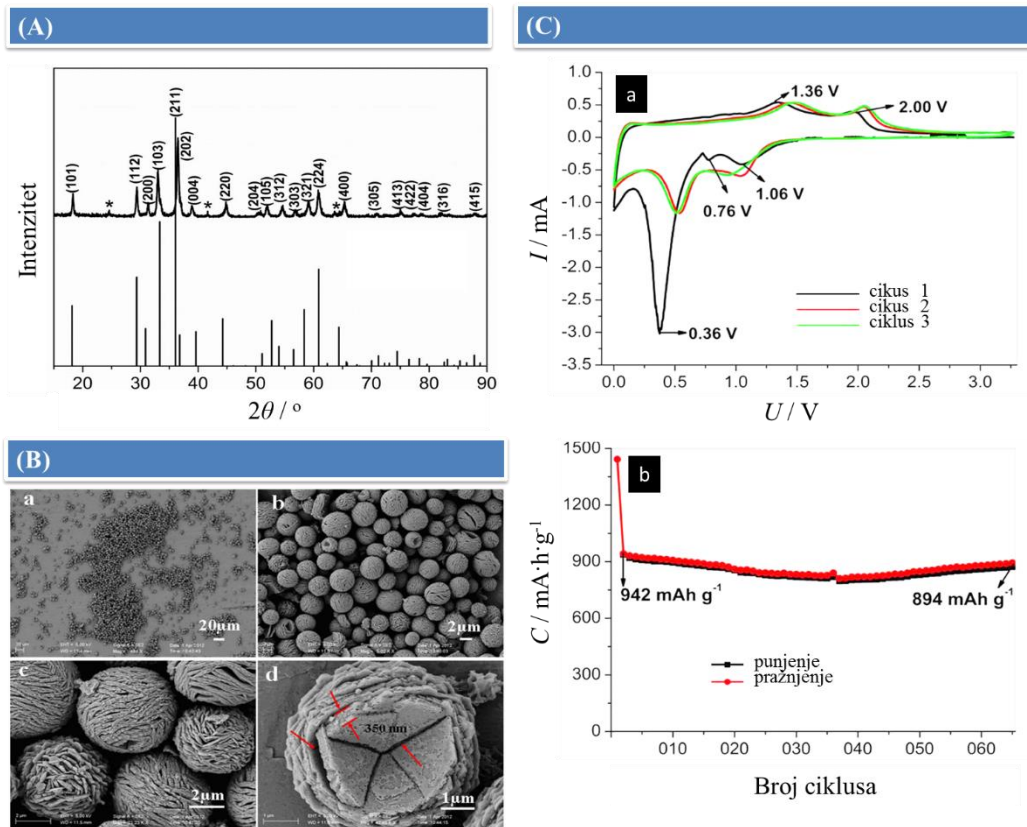 (A)
Intenzitet
(101)
*
(112)
(200)
(103)
(211)
(202)
(004)
*
(220)
(204)
(105)
(312)
(303)
(321)
(224)
*
(400)
(305)
(413)
(422)
(404)
(316)
(415)
20 30 40 50 60 70 80 90
2θ / °
(B)
a
20μm
b
2μm
c
2μm
d
350 nm
1μm
(C)
a
I / mA
1.0
0.5
0.0
-0.5
-1.0
-1.5
-2.0
-2.5
-3.0
-3.5
1.36 V
2.00 V
1.06 V
0.76 V
0.36 V
cikus 1
cikus 2
ciklus 3
0.0 0.5 1.0 1.5 2.0 2.5 3.0
U / V
b
C / mA·h·g-1
1500
1200
900
600
300
0
942 mAh g-1
894 mAh g-1
punjenje
pražnjenje
010 020 030 040 050 060
Broj ciklusa